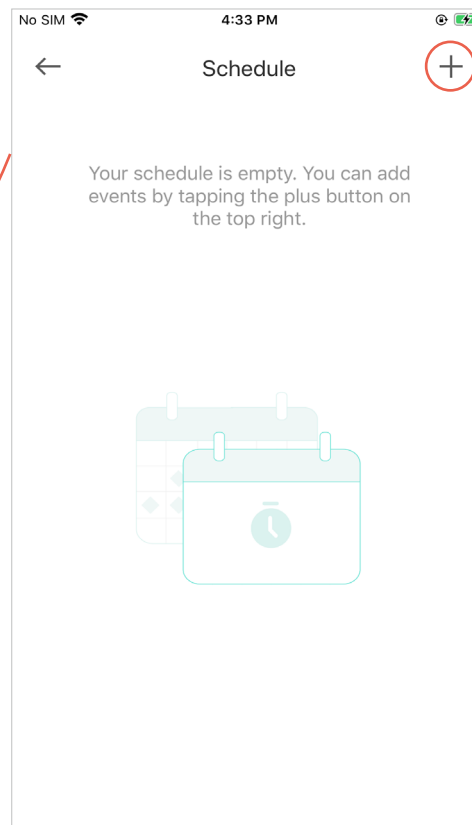 No SIM 4:33 PM
Schedule
Your schedule is empty. You can add
events by tapping the plus button on
the top right.